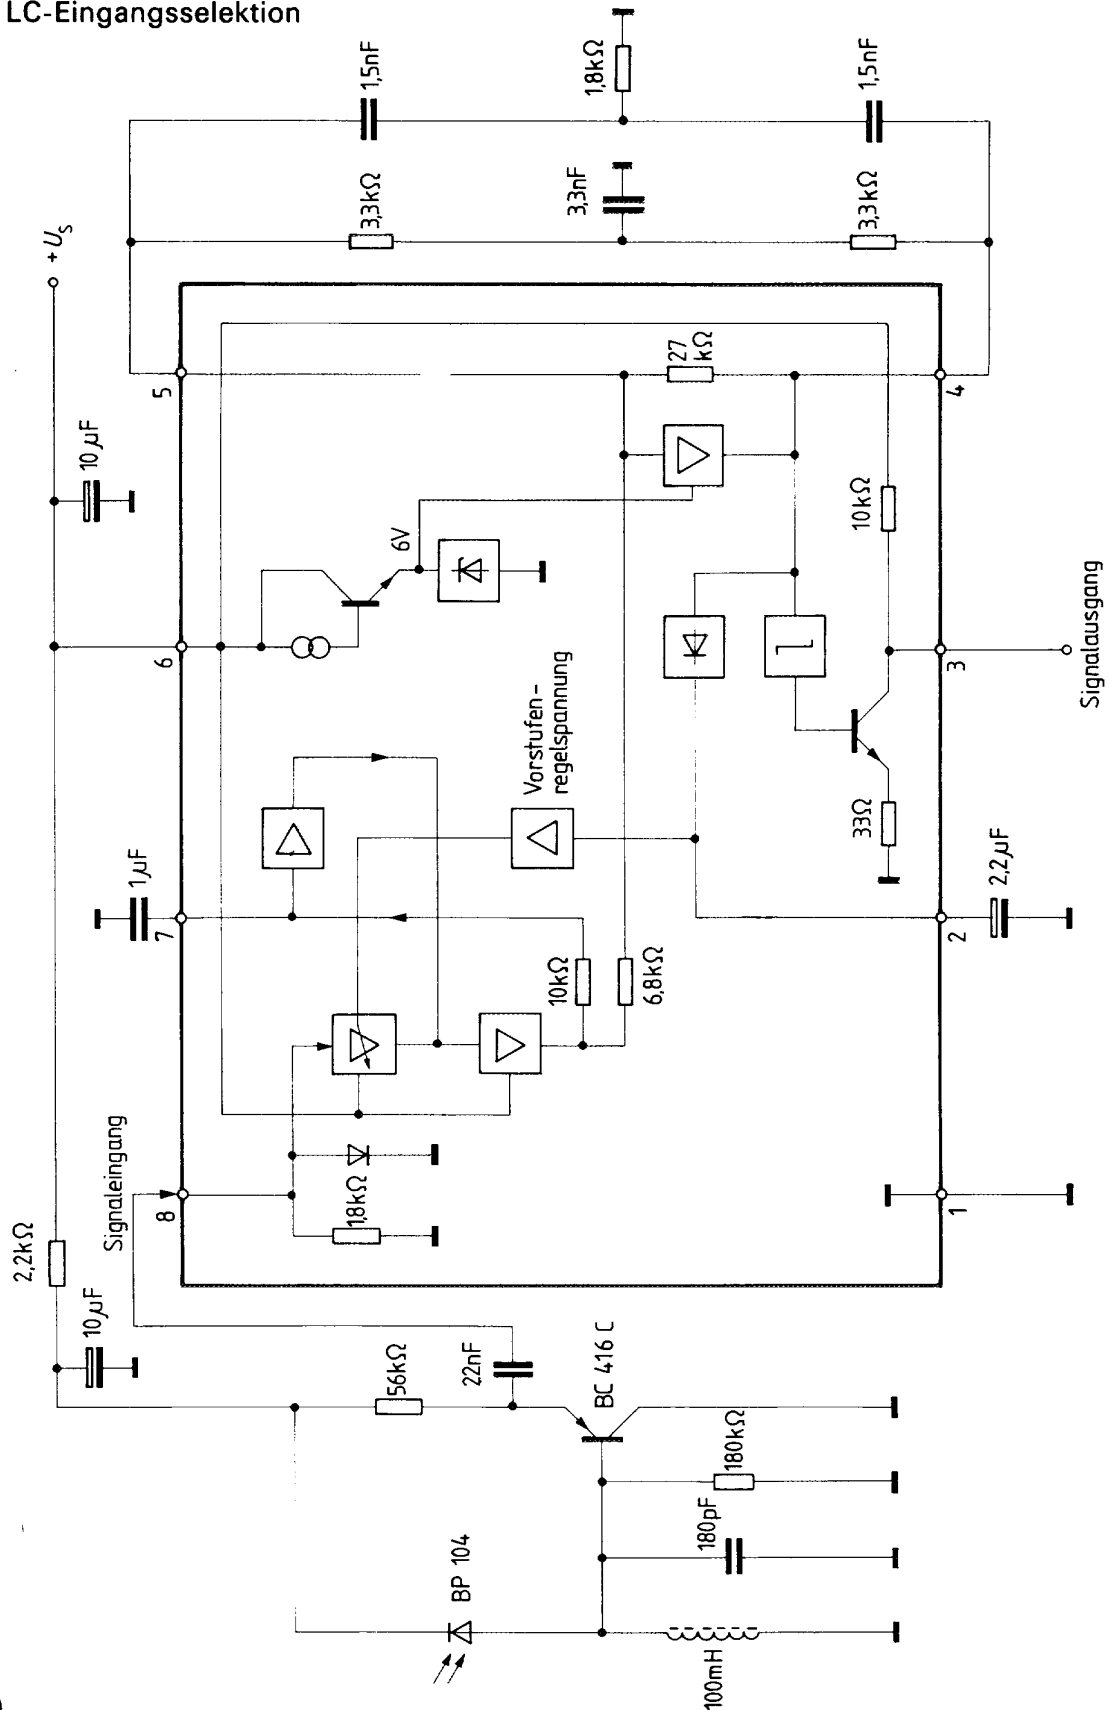 LC-Eingangsselektion
1,5nF
1,8kΩ
1,5nF
3,3kΩ
3,3nF
3,3kΩ
+U_S
5
27
kΩ
4
10µF
6V
10kΩ
6
3
Signalausgang
Vorstufen-
regelspannung
1µF
7
33Ω
2,2µF
2
10kΩ
6,8kΩ
Signaleingang
8
1,8kΩ
1
2,2kΩ
10µF
56kΩ
22nF
BC 416 C
180kΩ
180pF
BP 104
100mH